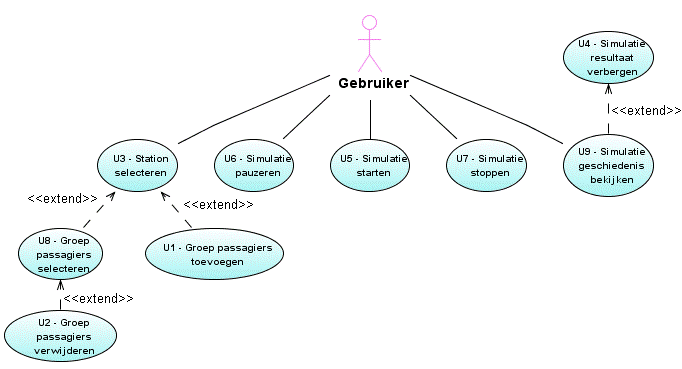 U4 - Simulatie
resultaat
verbergen
Gebruiker
<<extend>>
U3 - Station
selecteren
U6 - Simulatie
pauzeren
U5 - Simulatie
starten
U7 - Simulatie
stoppen
U9 - Simulatie
geschiedenis
bekijken
<<extend>>
<<extend>>
U8 - Groep
passagiers
selecteren
U1 - Groep passagiers
toevoegen
<<extend>>
U2 - Groep
passagiers
verwijderen